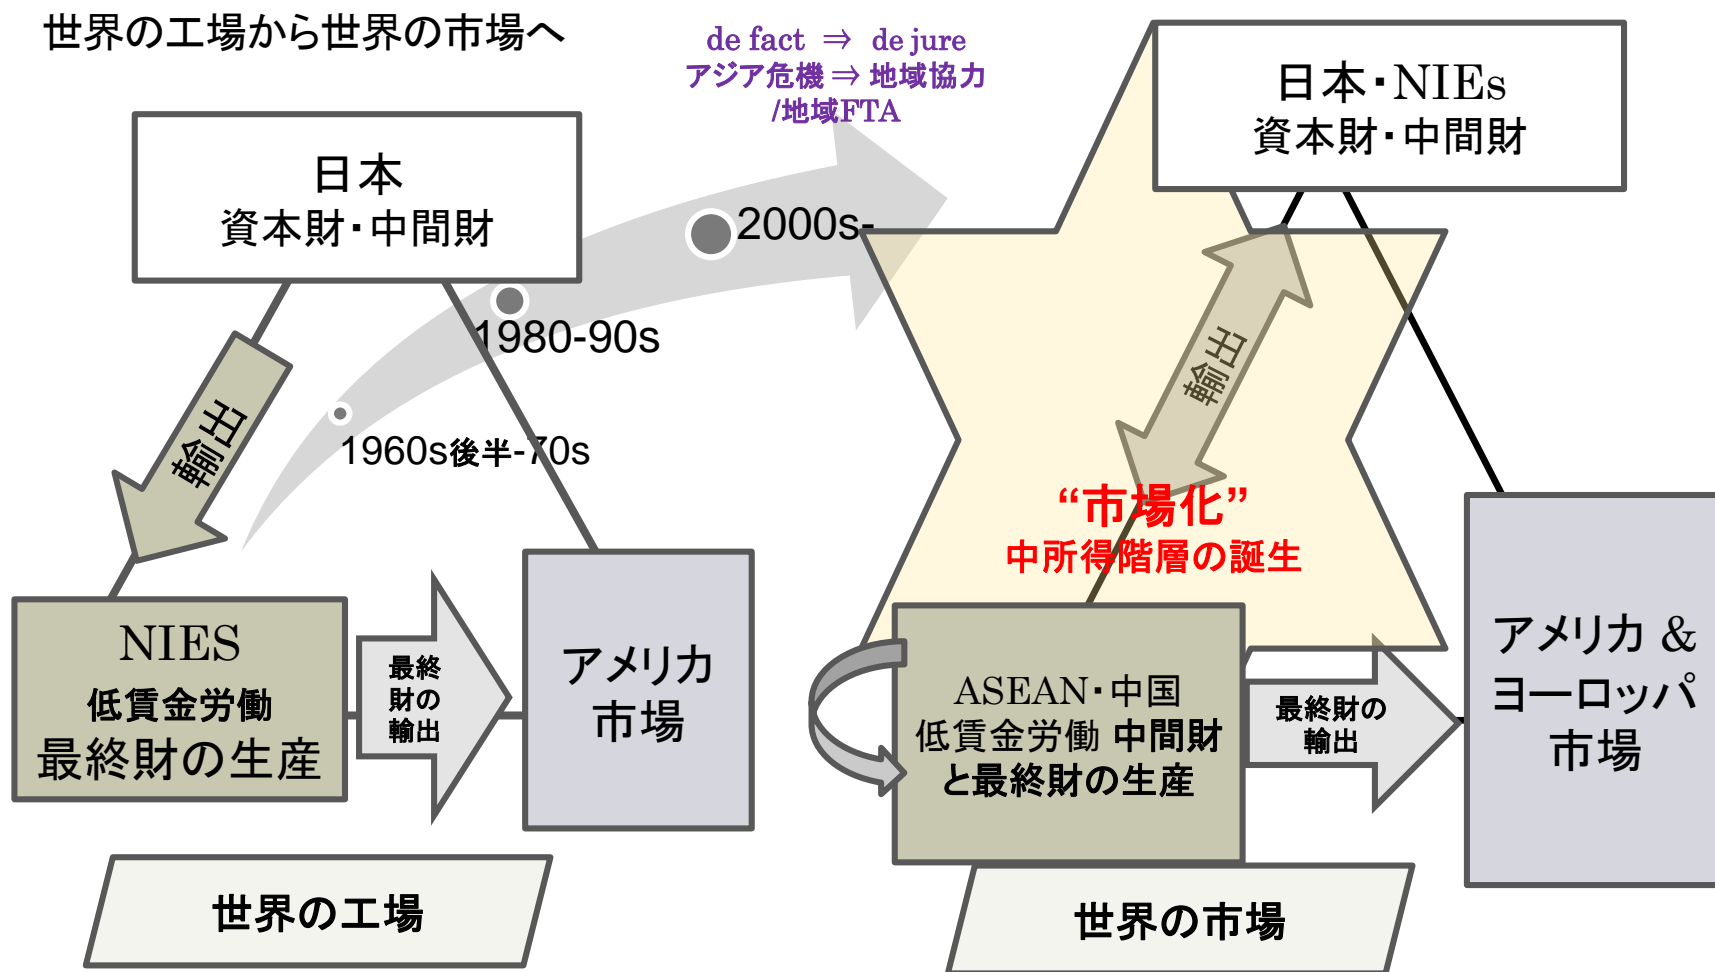 世界の工場から世界の市場へ
de fact ⇒ de jure
アジア危機 ⇒ 地域協力
/地域FTA
日本
資本財・中間財
2000s-
1980-90s
1960s後半-70s
輸出
NIES
低賃金労働
最終財の生産
最終
財の
輸出
アメリカ
市場
世界の工場
日本・NIEs
資本財・中間財
輸出
“市場化”
中所得階層の誕生
ASEAN・中国
低賃金労働 中間財
と最終財の生産
最終財の
輸出
アメリカ &
ヨーロッパ
市場
世界の市場